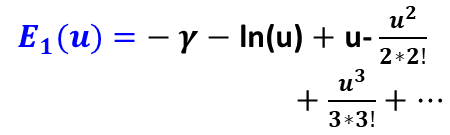 E₁(u) = − γ − ln(u) + u- u²/2*2!
+ u³/3*3! + ⋯